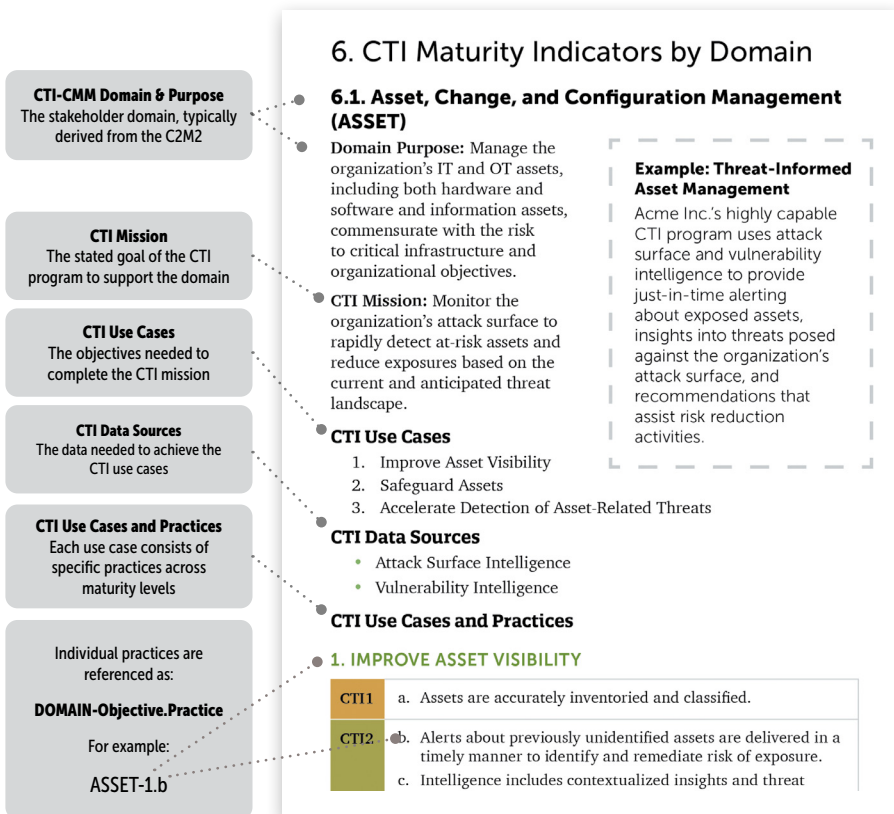 CTI-CMM Domain & Purpose
The stakeholder domain, typically
derived from the C2M2
CTI Mission
The stated goal of the CTI
program to support the domain
CTI Use Cases
The objectives needed to
complete the CTI mission
CTI Data Sources
The data needed to achieve the
CTI use cases
CTI Use Cases and Practices
Each use case consists of
specific practices across
maturity levels
Individual practices are
referenced as:
DOMAIN-Objective.Practice
For example:
ASSET-1.b
6. CTI Maturity Indicators by Domain
6.1. Asset, Change, and Configuration Management
(ASSET)
Domain Purpose: Manage the
organization's IT and OT assets,
including both hardware and
software and information assets,
commensurate with the risk
to critical infrastructure and
organizational objectives.
CTI Mission: Monitor the
organization's attack surface to
rapidly detect at-risk assets and
reduce exposures based on the
current and anticipated threat
landscape.
Example: Threat-Informed
Asset Management
Acme Inc.'s highly capable
CTI program uses attack
surface and vulnerability
intelligence to provide
just-in-time alerting
about exposed assets,
insights into threats posed
against the organization's
attack surface, and
recommendations that
assist risk reduction
activities.
CTI Use Cases
1. Improve Asset Visibility
2. Safeguard Assets
3. Accelerate Detection of Asset-Related Threats
CTI Data Sources
• Attack Surface Intelligence
• Vulnerability Intelligence
CTI Use Cases and Practices
1. IMPROVE ASSET VISIBILITY
CTI1 a. Assets are accurately inventoried and classified.
CTI2 b. Alerts about previously unidentified assets are delivered in a
timely manner to identify and remediate risk of exposure.
c. Intelligence includes contextualized insights and threat